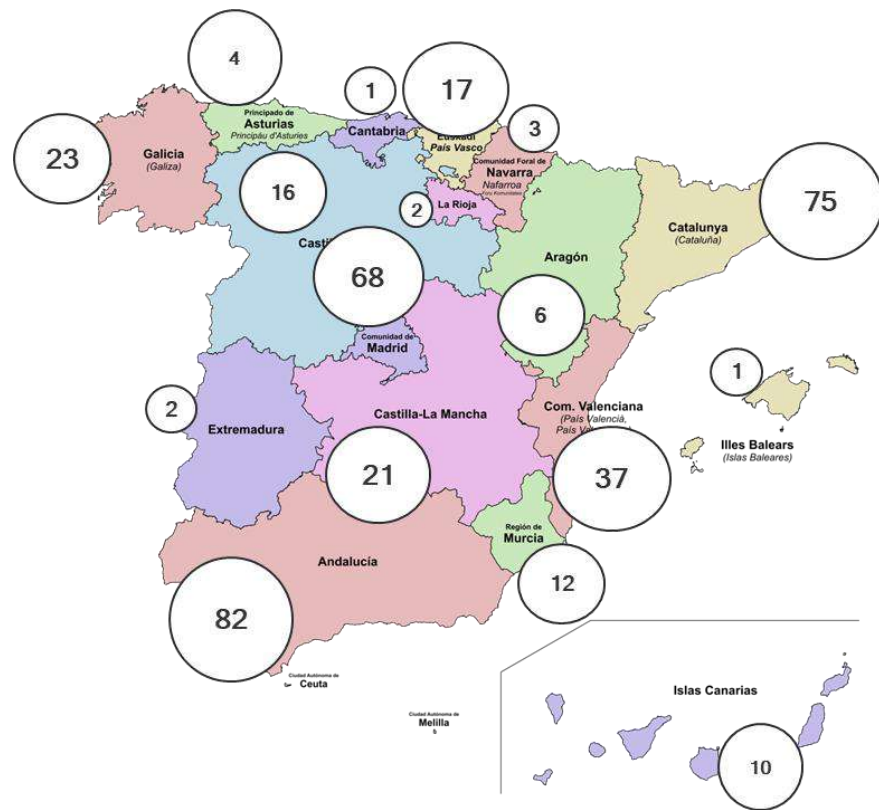 4
1
17
3
23
16
2
75
68
6
1
2
21
37
12
82
10
Principado de
Asturias
Principáu d'Asturies
Cantabria
Euskadi
País Vasco
Comunidad Foral de
Navarra
Nafarroa
Galicia
(Galiza)
La Rioja
Catalunya
(Cataluña)
Aragón
Comunidad de
Madrid
Castilla-La Mancha
Extremadura
Com. Valenciana
(País Valencià,
Illes Balears
(Islas Baleares)
Región de
Murcia
Andalucía
Ciudad Autónoma de
Ceuta
Ciudad Autónoma de
Melilla
Islas Canarias